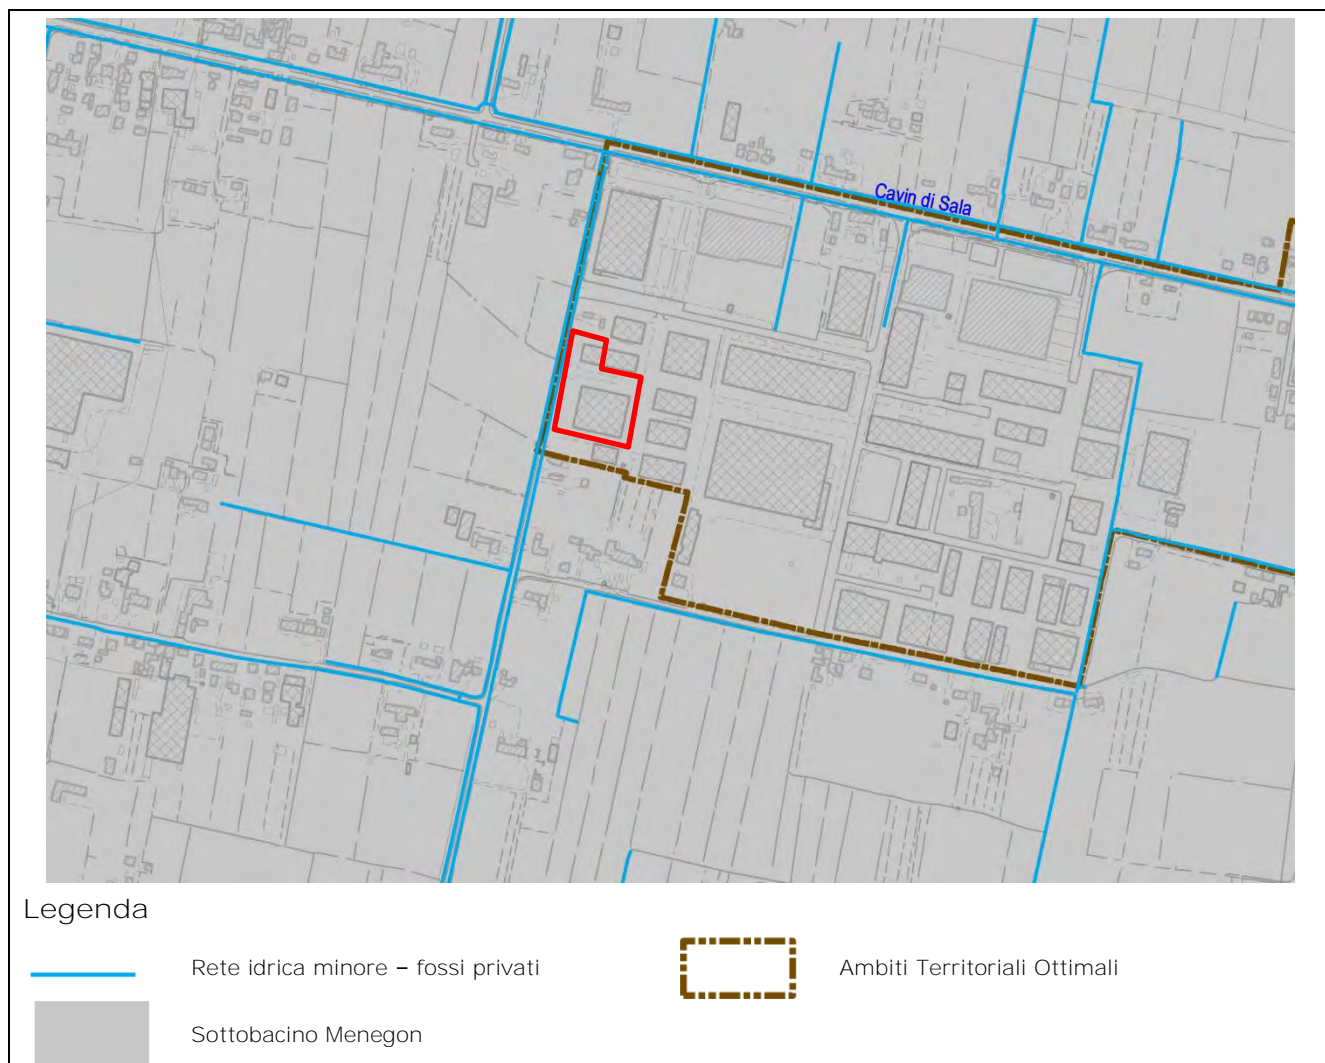 Cavin di Sala
Legenda
Rete idrica minore – fossi privati
Ambiti Territoriali Ottimali
Sottobacino Menegon